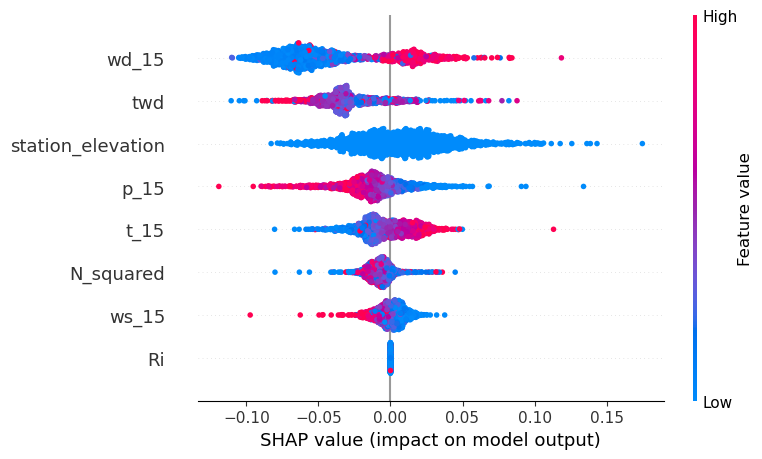 High
wd_15
twd
station_elevation
p_15
t_15
N_squared
ws_15
Ri
Feature value
Low
−0.10 −0.05 0.00 0.05 0.10 0.15
SHAP value (impact on model output)